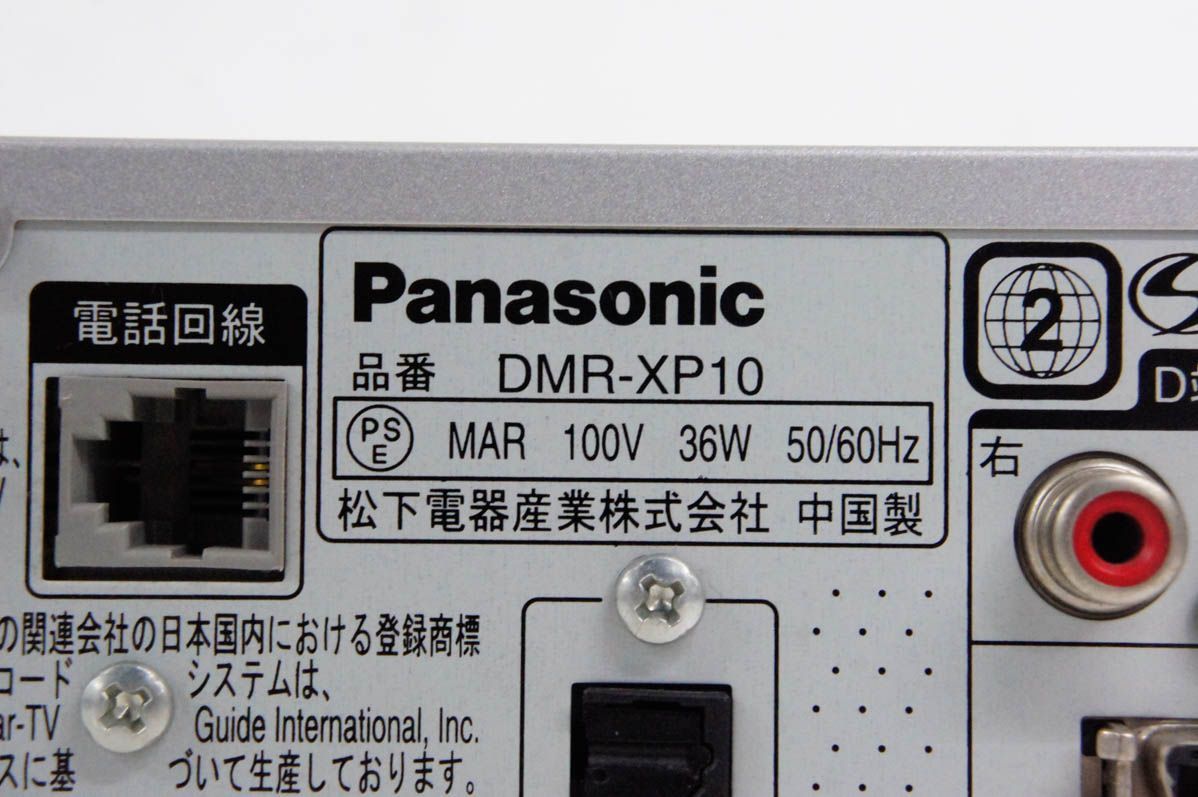 電話回線
Panasonic
品番 DMR-XP10
PSE MAR 100V 36W 50/60Hz
松下電器産業株式会社 中国製
2
右
の関連会社の日本国内における登録商標
コード システムは、
ar-TV Guide International, Inc.
スに基づいて生産しております。